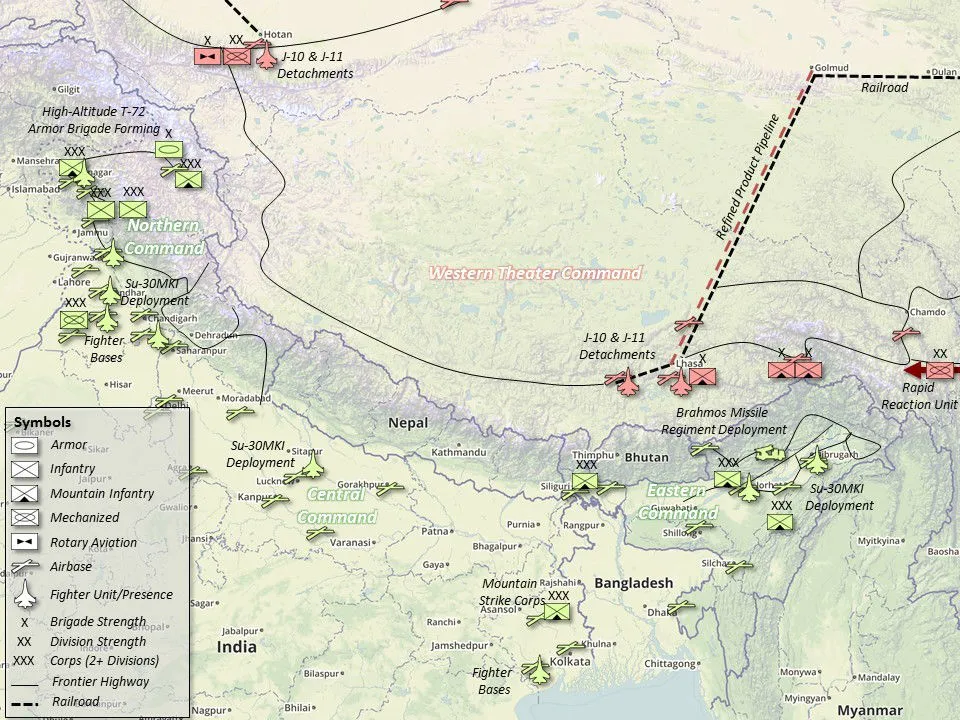 Hotan
X
XX
J-10 & J-11
Detachments
Golmud
Dulan
Railroad
Gilgit
High-Altitude T-72
Armor Brigade Forming
X
XXX
Mansehra
XXX
Islamabad
XXX
XXX
Jammu
Northern
Command
Refined Product Pipeline
Gujranwa
Lahore
Su-30MKI
Deployment
Western Theater Command
XXX
Chandigarh
Dehradun
Saharanpur
Fighter
Bases
Chamdo
J-10 & J-11
Detachments
Lhasa
X
X
X
XX
Rapid
Reaction Unit
Hisar
Meerut
Moradabad
Delhi
Brahmos Missile
Regiment Deployment
Nepal
Kathmandu
Su-30MKI
Deployment
Sitapur
Gorakhpur
Kanpur
Central
Command
Varanasi
Patna
Thimphu
Bhutan
XXX
Siliguri
XXX
Eastern
Command
Guwahati
Su-30MKI
Deployment
XXX
Shillong
Purnia
Rangpur
Bhagalpur
Gaya
Silchar
Myitkyina
Baosha
Mountain
Strike Corps
XXX
Rajshahi
Bangladesh
Asansol
Ranchi
Dhaka
Jamshedpur
Khulna
Kolkata
Fighter
Bases
Chittagong
Sagar
Jabalpur
India
Bilaspur
Nagpur
Bhilai
Monywa
Mandalay
Myingyan
Myanmar
Symbols
Armor
Infantry
Mountain Infantry
Mechanized
Rotary Aviation
Airbase
Fighter Unit/Presence
X Brigade Strength
XX Division Strength
XXX Corps (2+ Divisions)
Frontier Highway
Railroad